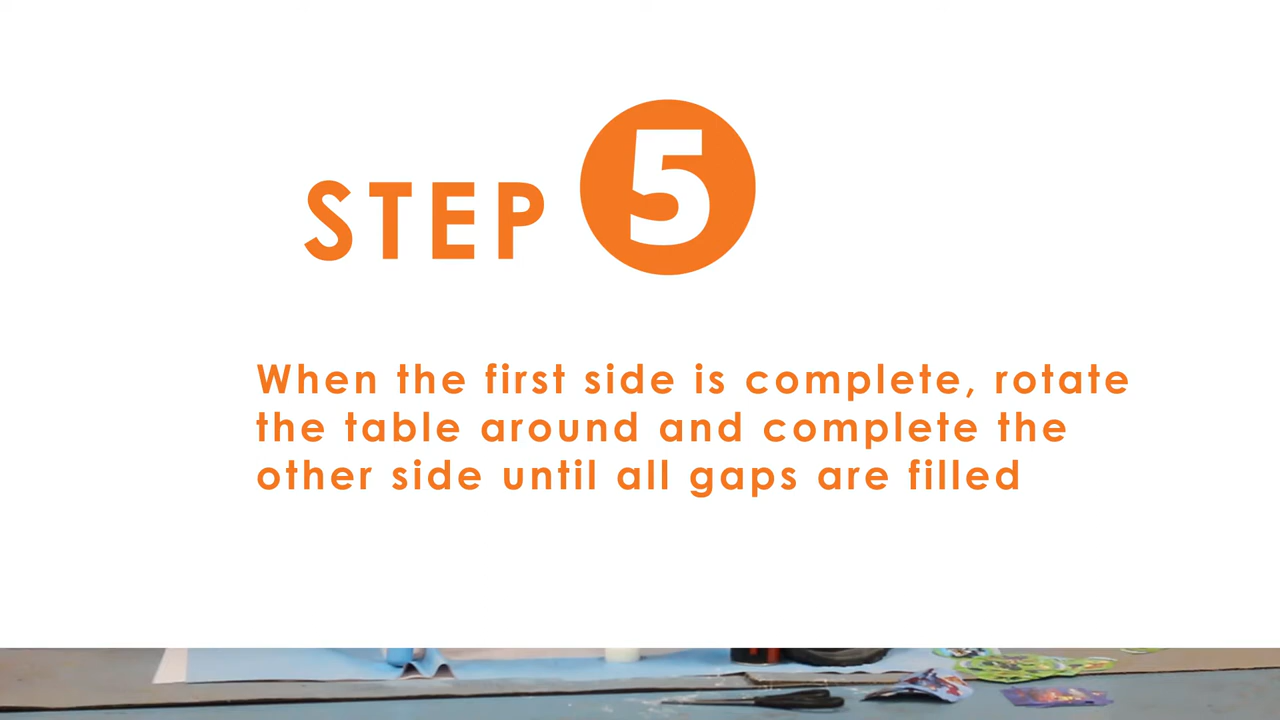 STEP 5
When the first side is complete, rotate
the table around and complete the
other side until all gaps are filled